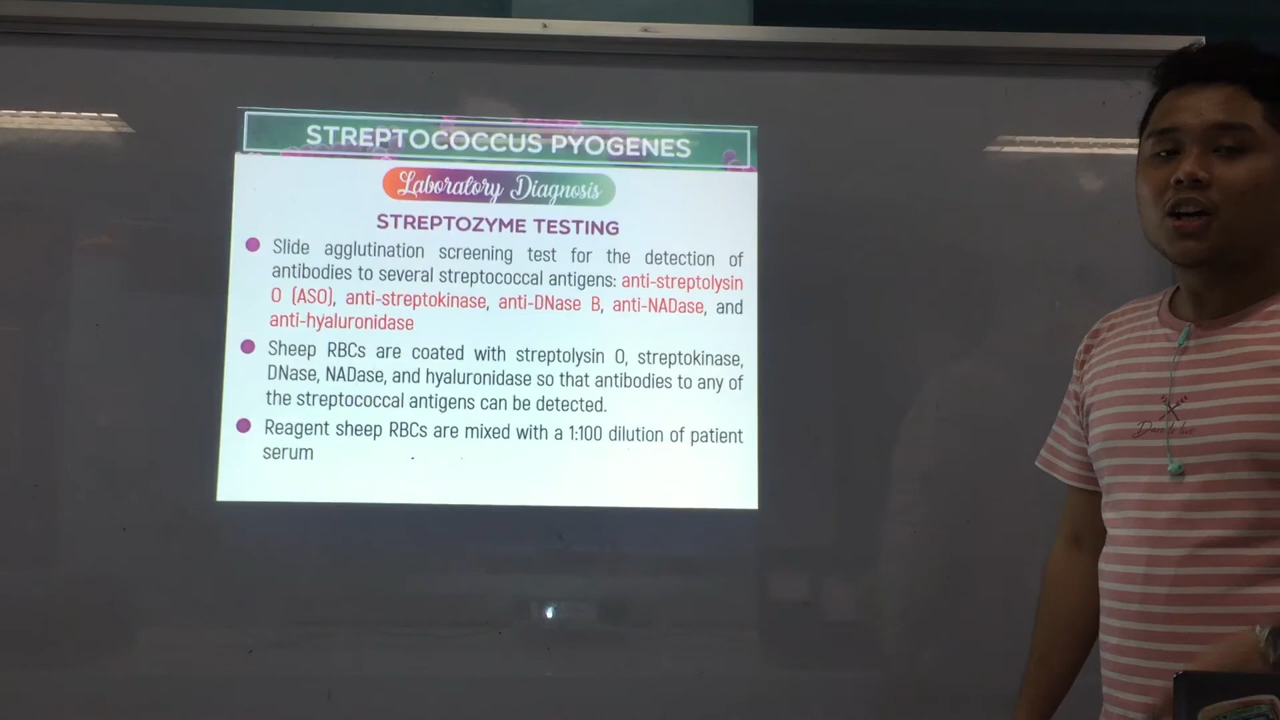 STREPTOCOCCUS PYOGENES
Laboratory Diagnosis
STREPTOZYME TESTING
Slide agglutination screening test for the detection of
antibodies to several streptococcal antigens: anti-streptolysin
O (ASO), anti-streptokinase, anti-DNase B, anti-NADase, and
anti-hyaluronidase
Sheep RBCs are coated with streptolysin O, streptokinase,
DNase, NADase, and hyaluronidase so that antibodies to any of
the streptococcal antigens can be detected.
Reagent sheep RBCs are mixed with a 1:100 dilution of patient
serum